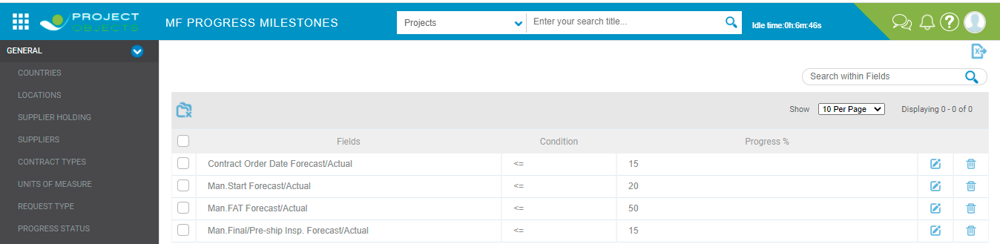 PROJECT
OBJECTS
MF PROGRESS MILESTONES
Projects
Enter your search title...
Idle time:0h:6m:46s
?
GENERAL
COUNTRIES
LOCATIONS
SUPPLIER HOLDING
SUPPLIERS
CONTRACT TYPES
UNITS OF MEASURE
REQUEST TYPE
PROGRESS STATUS
Search within Fields
Show 10 Per Page Displaying 0 - 0 of 0
Fields Condition Progress %
Contract Order Date Forecast/Actual <= 15
Man.Start Forecast/Actual <= 20
Man.FAT Forecast/Actual <= 50
Man.Final/Pre-ship Insp. Forecast/Actual <= 15